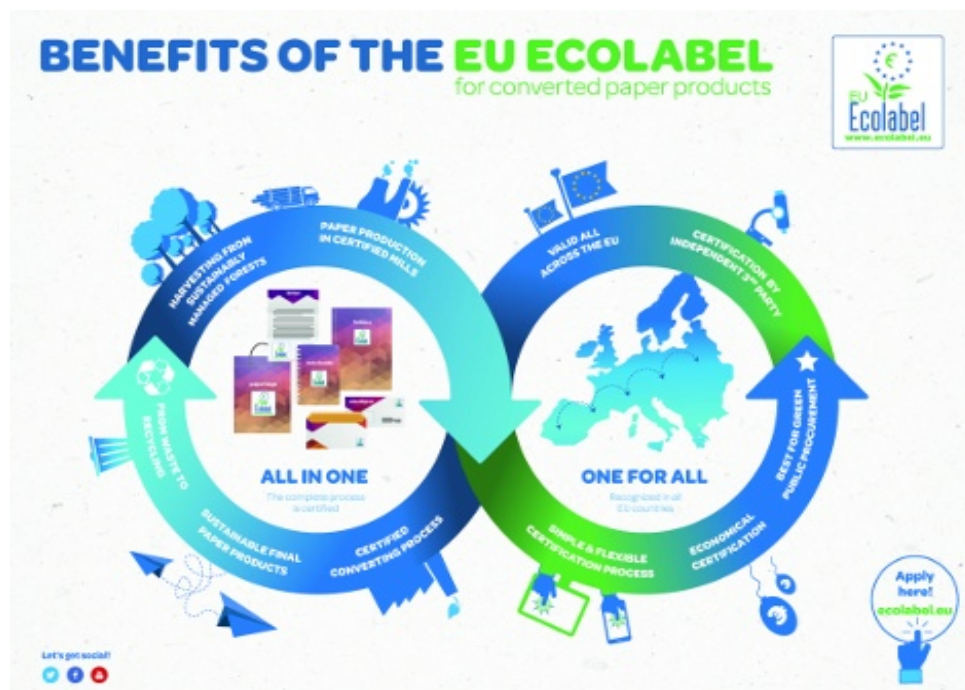 BENEFITS OF THE EU ECOLABEL
for converted paper products
EU
Ecolabel
www.ecolabel.eu
HARVESTING FROM
SUSTAINABLY
MANAGED FORESTS
PAPER PRODUCTION
IN CERTIFIED MILLS
VALID ALL
ACROSS THE EU
CERTIFICATION BY
INDEPENDENT 3RD PARTY
FROM WASTE TO
RECYCLING
SUSTAINABLE FINAL
PAPER PRODUCTS
CERTIFIED
CONVERTING PROCESS
SIMPLE & FLEXIBLE
CERTIFICATION PROCESS
ECONOMICAL
CERTIFICATION
BEST FOR GREEN
PUBLIC PROCUREMENT
Ecolabel
ALL IN ONE
The complete process
is certified
ONE FOR ALL
Recognized in all
EU countries
Apply
here!
ecolabel.eu
Let's get social!